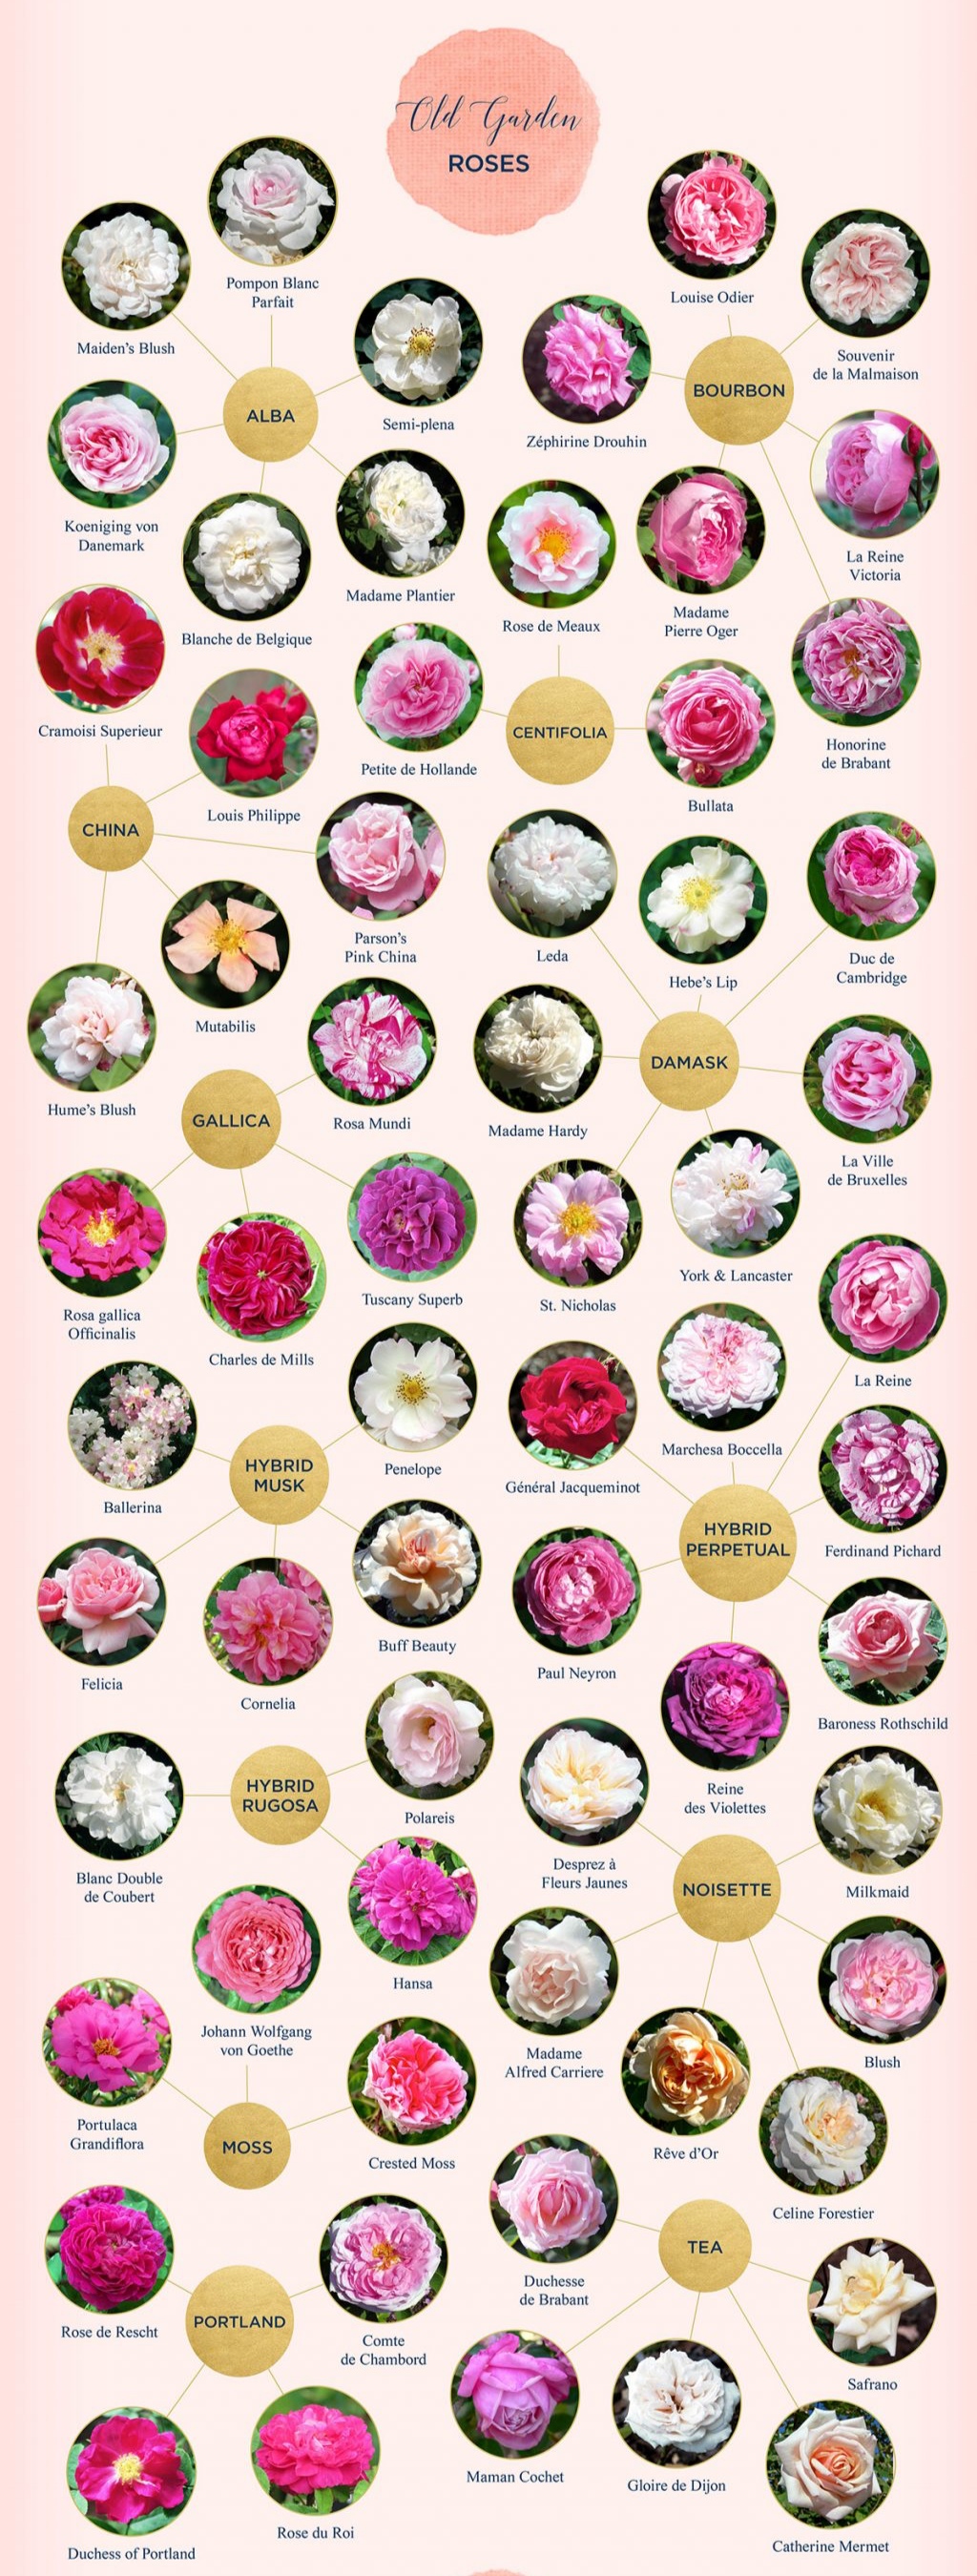 Old Garden
ROSES
Pompon Blanc
Parfait
Maiden's Blush
Semi-plena
ALBA
Koeniging von
Danemark
Madame Plantier
Blanche de Belgique
Louise Odier
Souvenir
de la Malmaison
BOURBON
Zéphirine Drouhin
La Reine
Victoria
Madame
Pierre Oger
Honorine
de Brabant
Rose de Meaux
CENTIFOLIA
Petite de Hollande
Bullata
Cramoisi Superieur
Louis Philippe
CHINA
Parson's
Pink China
Mutabilis
Hume's Blush
Leda
Hebe's Lip
Duc de
Cambridge
DAMASK
Madame Hardy
La Ville
de Bruxelles
York & Lancaster
St. Nicholas
GALLICA
Rosa Mundi
Tuscany Superb
Rosa gallica
Officinalis
Charles de Mills
Penelope
Ballerina
HYBRID
MUSK
Buff Beauty
Felicia
Cornelia
La Reine
Marchesa Boccella
Général Jacqueminot
HYBRID
PERPETUAL
Ferdinand Pichard
Paul Neyron
Baroness Rothschild
Reine
des Violettes
HYBRID
RUGOSA
Polareis
Blanc Double
de Coubert
Hansa
Desprez à
Fleurs Jaunes
NOISETTE
Milkmaid
Madame
Alfred Carriere
Blush
Rêve d'Or
Celine Forestier
Johann Wolfgang
von Goethe
Portulaca
Grandiflora
MOSS
Crested Moss
Rose de Rescht
PORTLAND
Comte
de Chambord
Duchess of Portland
Rose du Roi
TEA
Duchesse
de Brabant
Safrano
Maman Cochet
Gloire de Dijon
Catherine Mermet